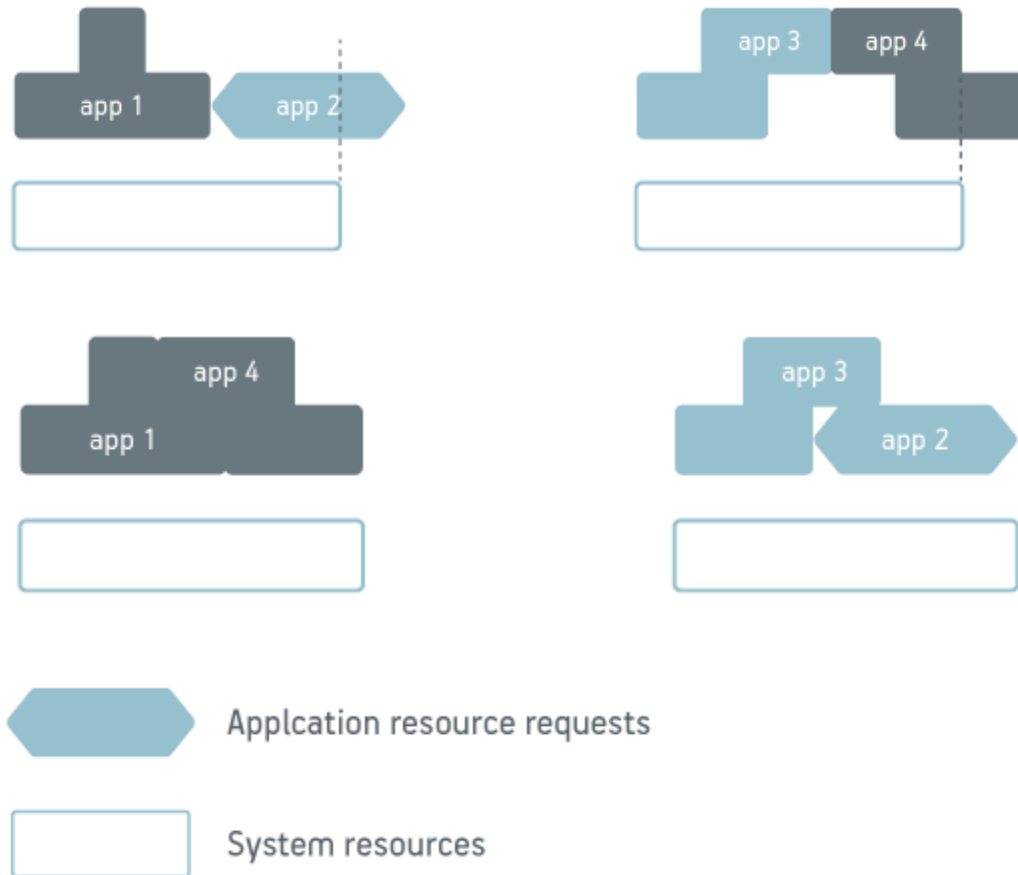 app 1
app 2
app 3
app 4
app 4
app 1
app 3
app 2
Applcation resource requests
System resources